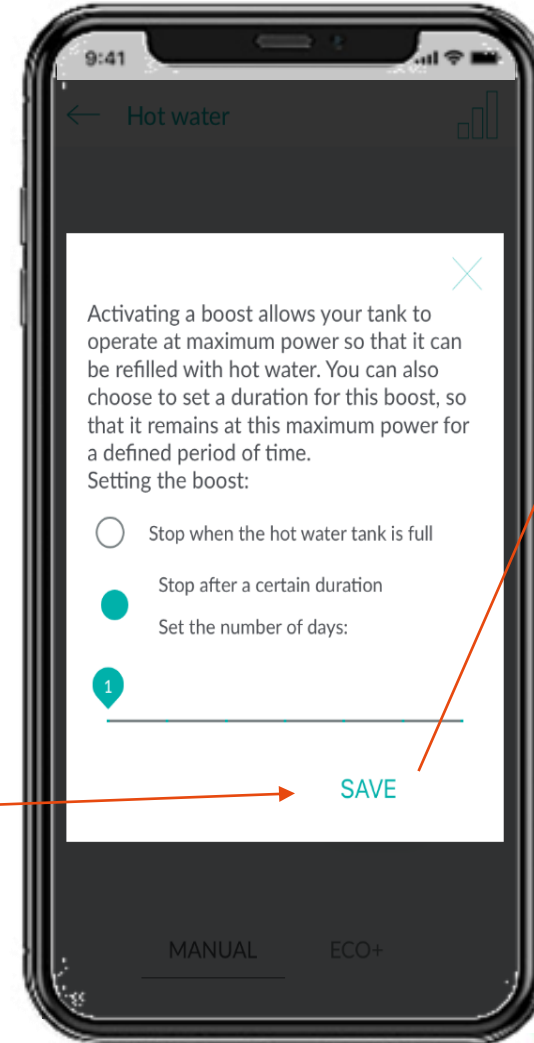 9:41
Hot water
Activating a boost allows your tank to
operate at maximum power so that it can
be refilled with hot water. You can also
choose to set a duration for this boost, so
that it remains at this maximum power for
a defined period of time.
Setting the boost:
Stop when the hot water tank is full
Stop after a certain duration
Set the number of days:
1
SAVE
MANUAL ECO+